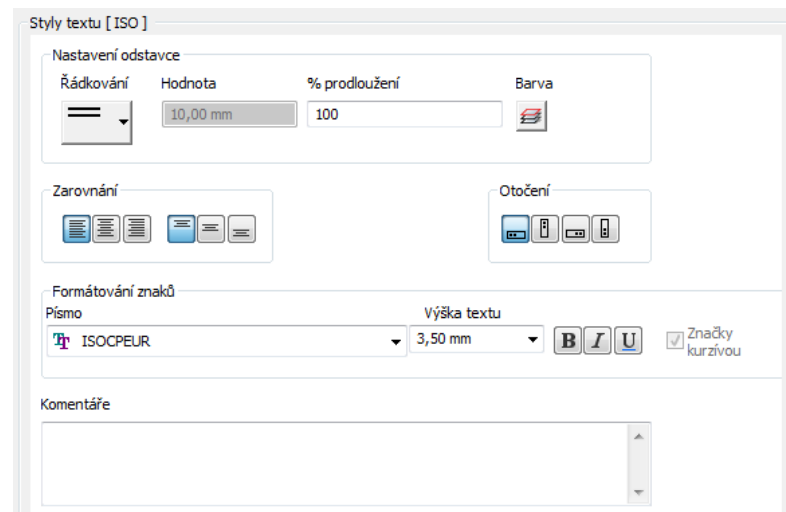 Styly textu [ ISO ]
Nastavení odstavce
Řádkování Hodnota % prodloužení Barva
10,00 mm 100
Zarovnání Otočení
Formátování znaků
Písmo Výška textu
ISOCPEUR 3,50 mm B I U Značky
kurzívou
Komentáře